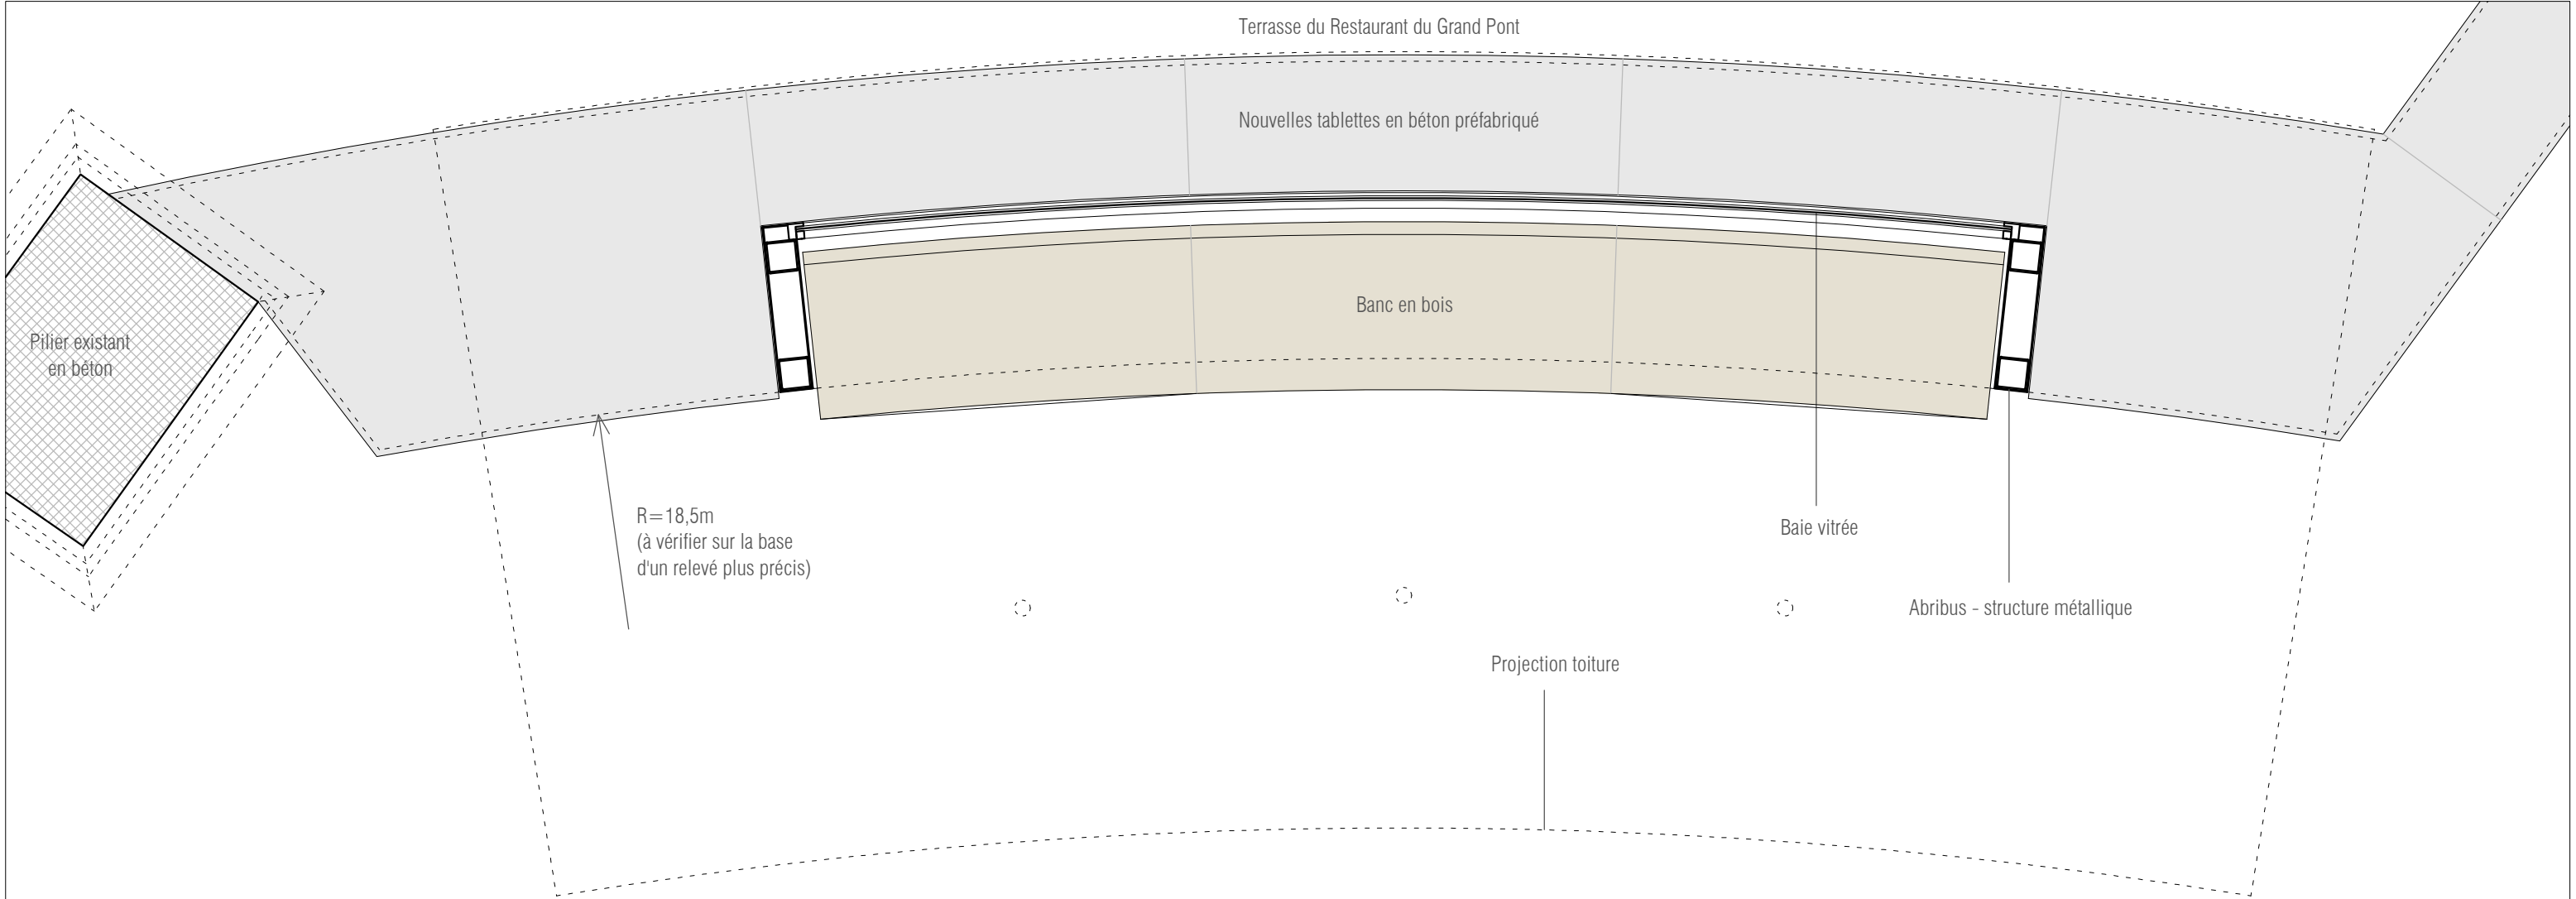 Terrasse du Restaurant du Grand Pont
Nouvelles tablettes en béton préfabriqué
Banc en bois
Pilier existant
en béton
R=18,5m
(à vérifier sur la base
d'un relevé plus précis)
Baie vitrée
Abribus - structure métallique
Projection toiture